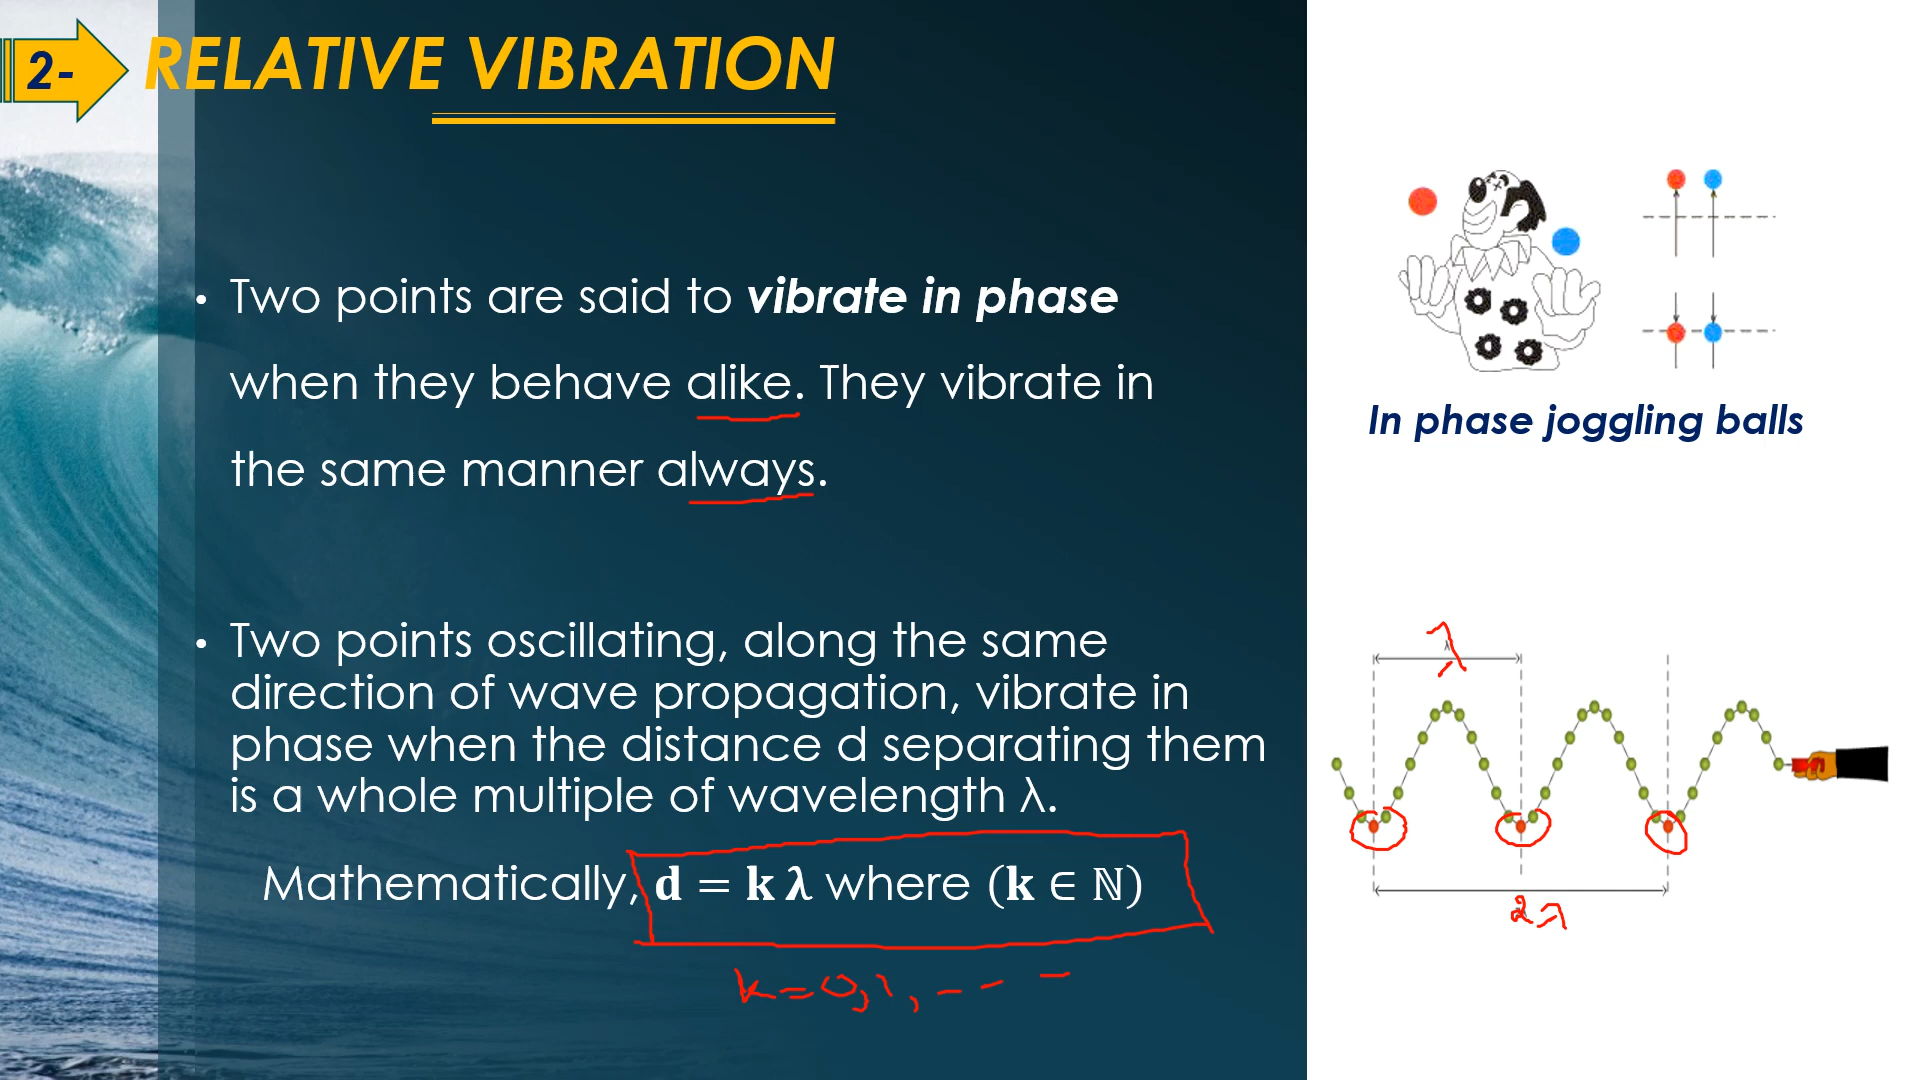 2-
RELATIVE VIBRATION
• Two points are said to vibrate in phase
when they behave alike. They vibrate in
the same manner always.
In phase joggling balls
• Two points oscillating, along the same
direction of wave propagation, vibrate in
phase when the distance d separating them
is a whole multiple of wavelength λ.
Mathematically, d = k λ where (k ∈ ℕ)
k=0,1,-- -
λ
λ
2λ